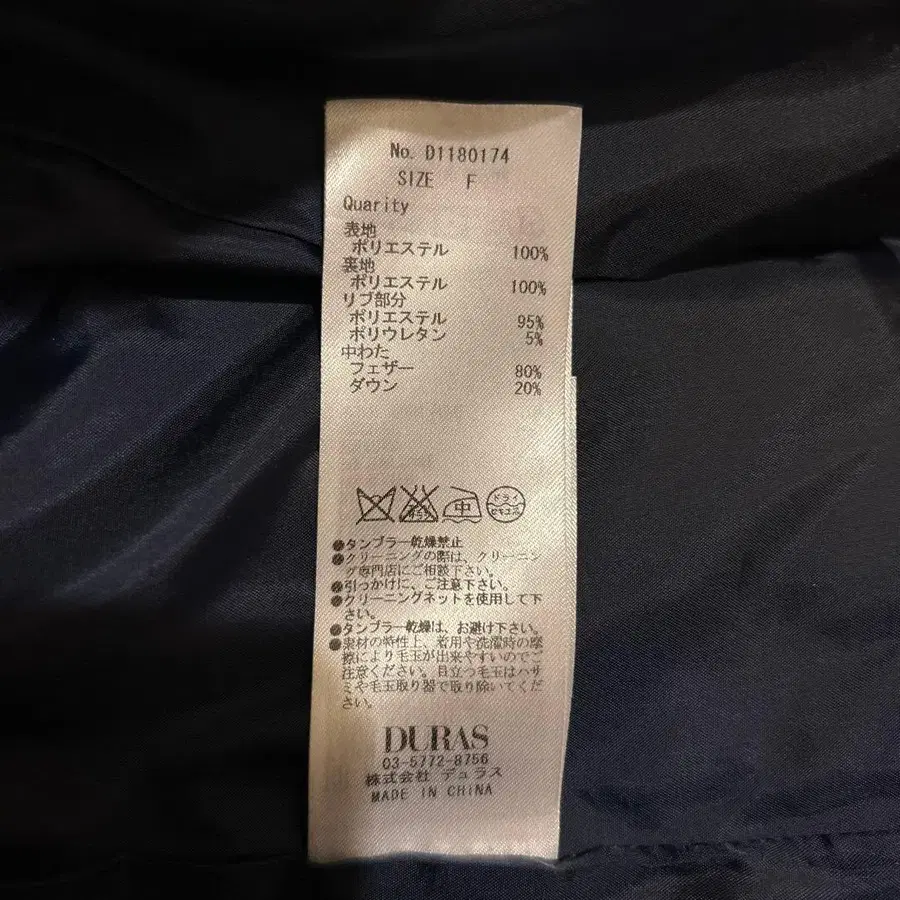 No. D1180174
SIZE F
Quarity
表地
ポリエステル 100%
裏地
ポリエステル 100%
リブ部分
ポリエステル 95%
ポリウレタン 5%
中わた
フェザー 80%
ダウン 20%
中 ドライ
セキユ系
●タンブラー乾燥禁止
●クリーニングの際は、クリーニン
グ専門店にご相談下さい。
●引っかけに、ご注意下さい。
●クリーニングネットを使用して下
さい。
●タンブラー乾燥は、お避け下さい。
●素材の特性上、着用や洗濯時の摩
擦により毛玉が出来やすいのでご
注意ください。目立つ毛玉はハサ
ミや毛玉取り器で取り除いてくだ
さい。
DURAS
03-5772-8756
株式会社 デュラス
MADE IN CHINA